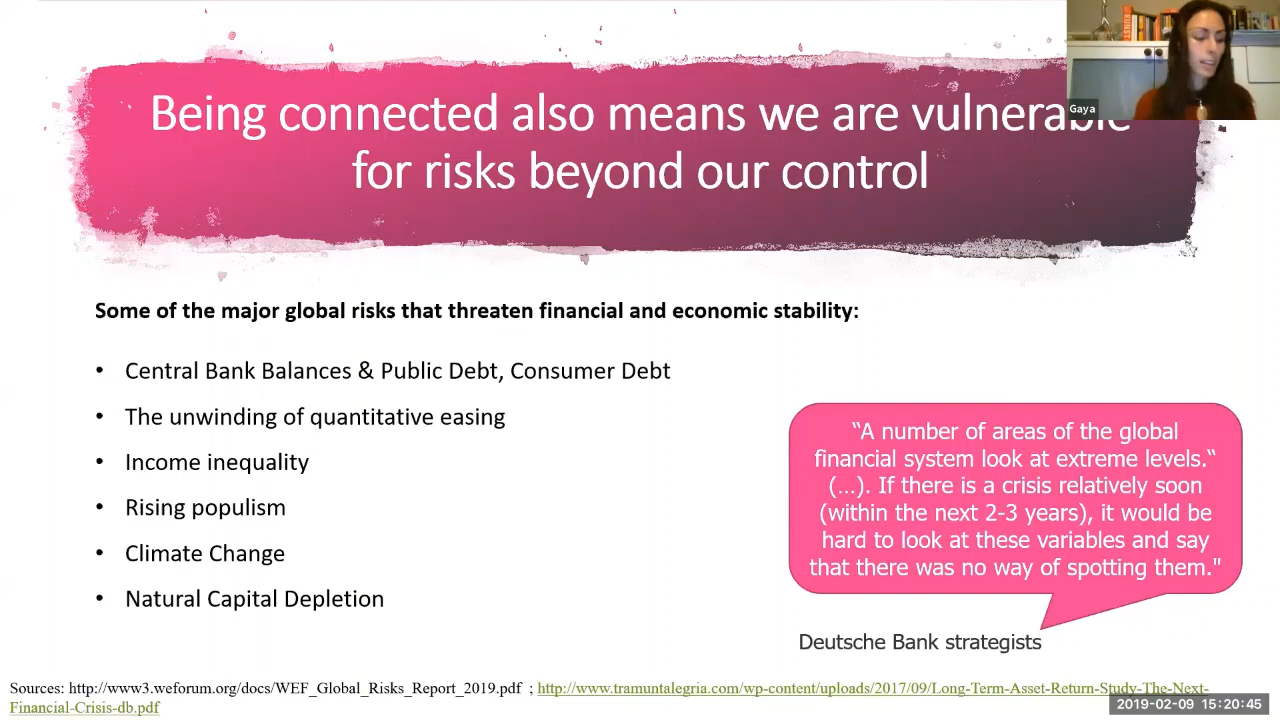 Being connected also means we are vulnerable
for risks beyond our control
Gaya
Some of the major global risks that threaten financial and economic stability:
• Central Bank Balances & Public Debt, Consumer Debt
• The unwinding of quantitative easing
• Income inequality
• Rising populism
• Climate Change
• Natural Capital Depletion
“A number of areas of the global
financial system look at extreme levels.“
(...). If there is a crisis relatively soon
(within the next 2-3 years), it would be
hard to look at these variables and say
that there was no way of spotting them."
Deutsche Bank strategists
Sources: http://www3.weforum.org/docs/WEF_Global_Risks_Report_2019.pdf ; http://www.tramuntalegria.com/wp-content/uploads/2017/09/Long-Term-Asset-Return-Study-The-Next-
Financial-Crisis-db.pdf
2019-02-09 15:20:45